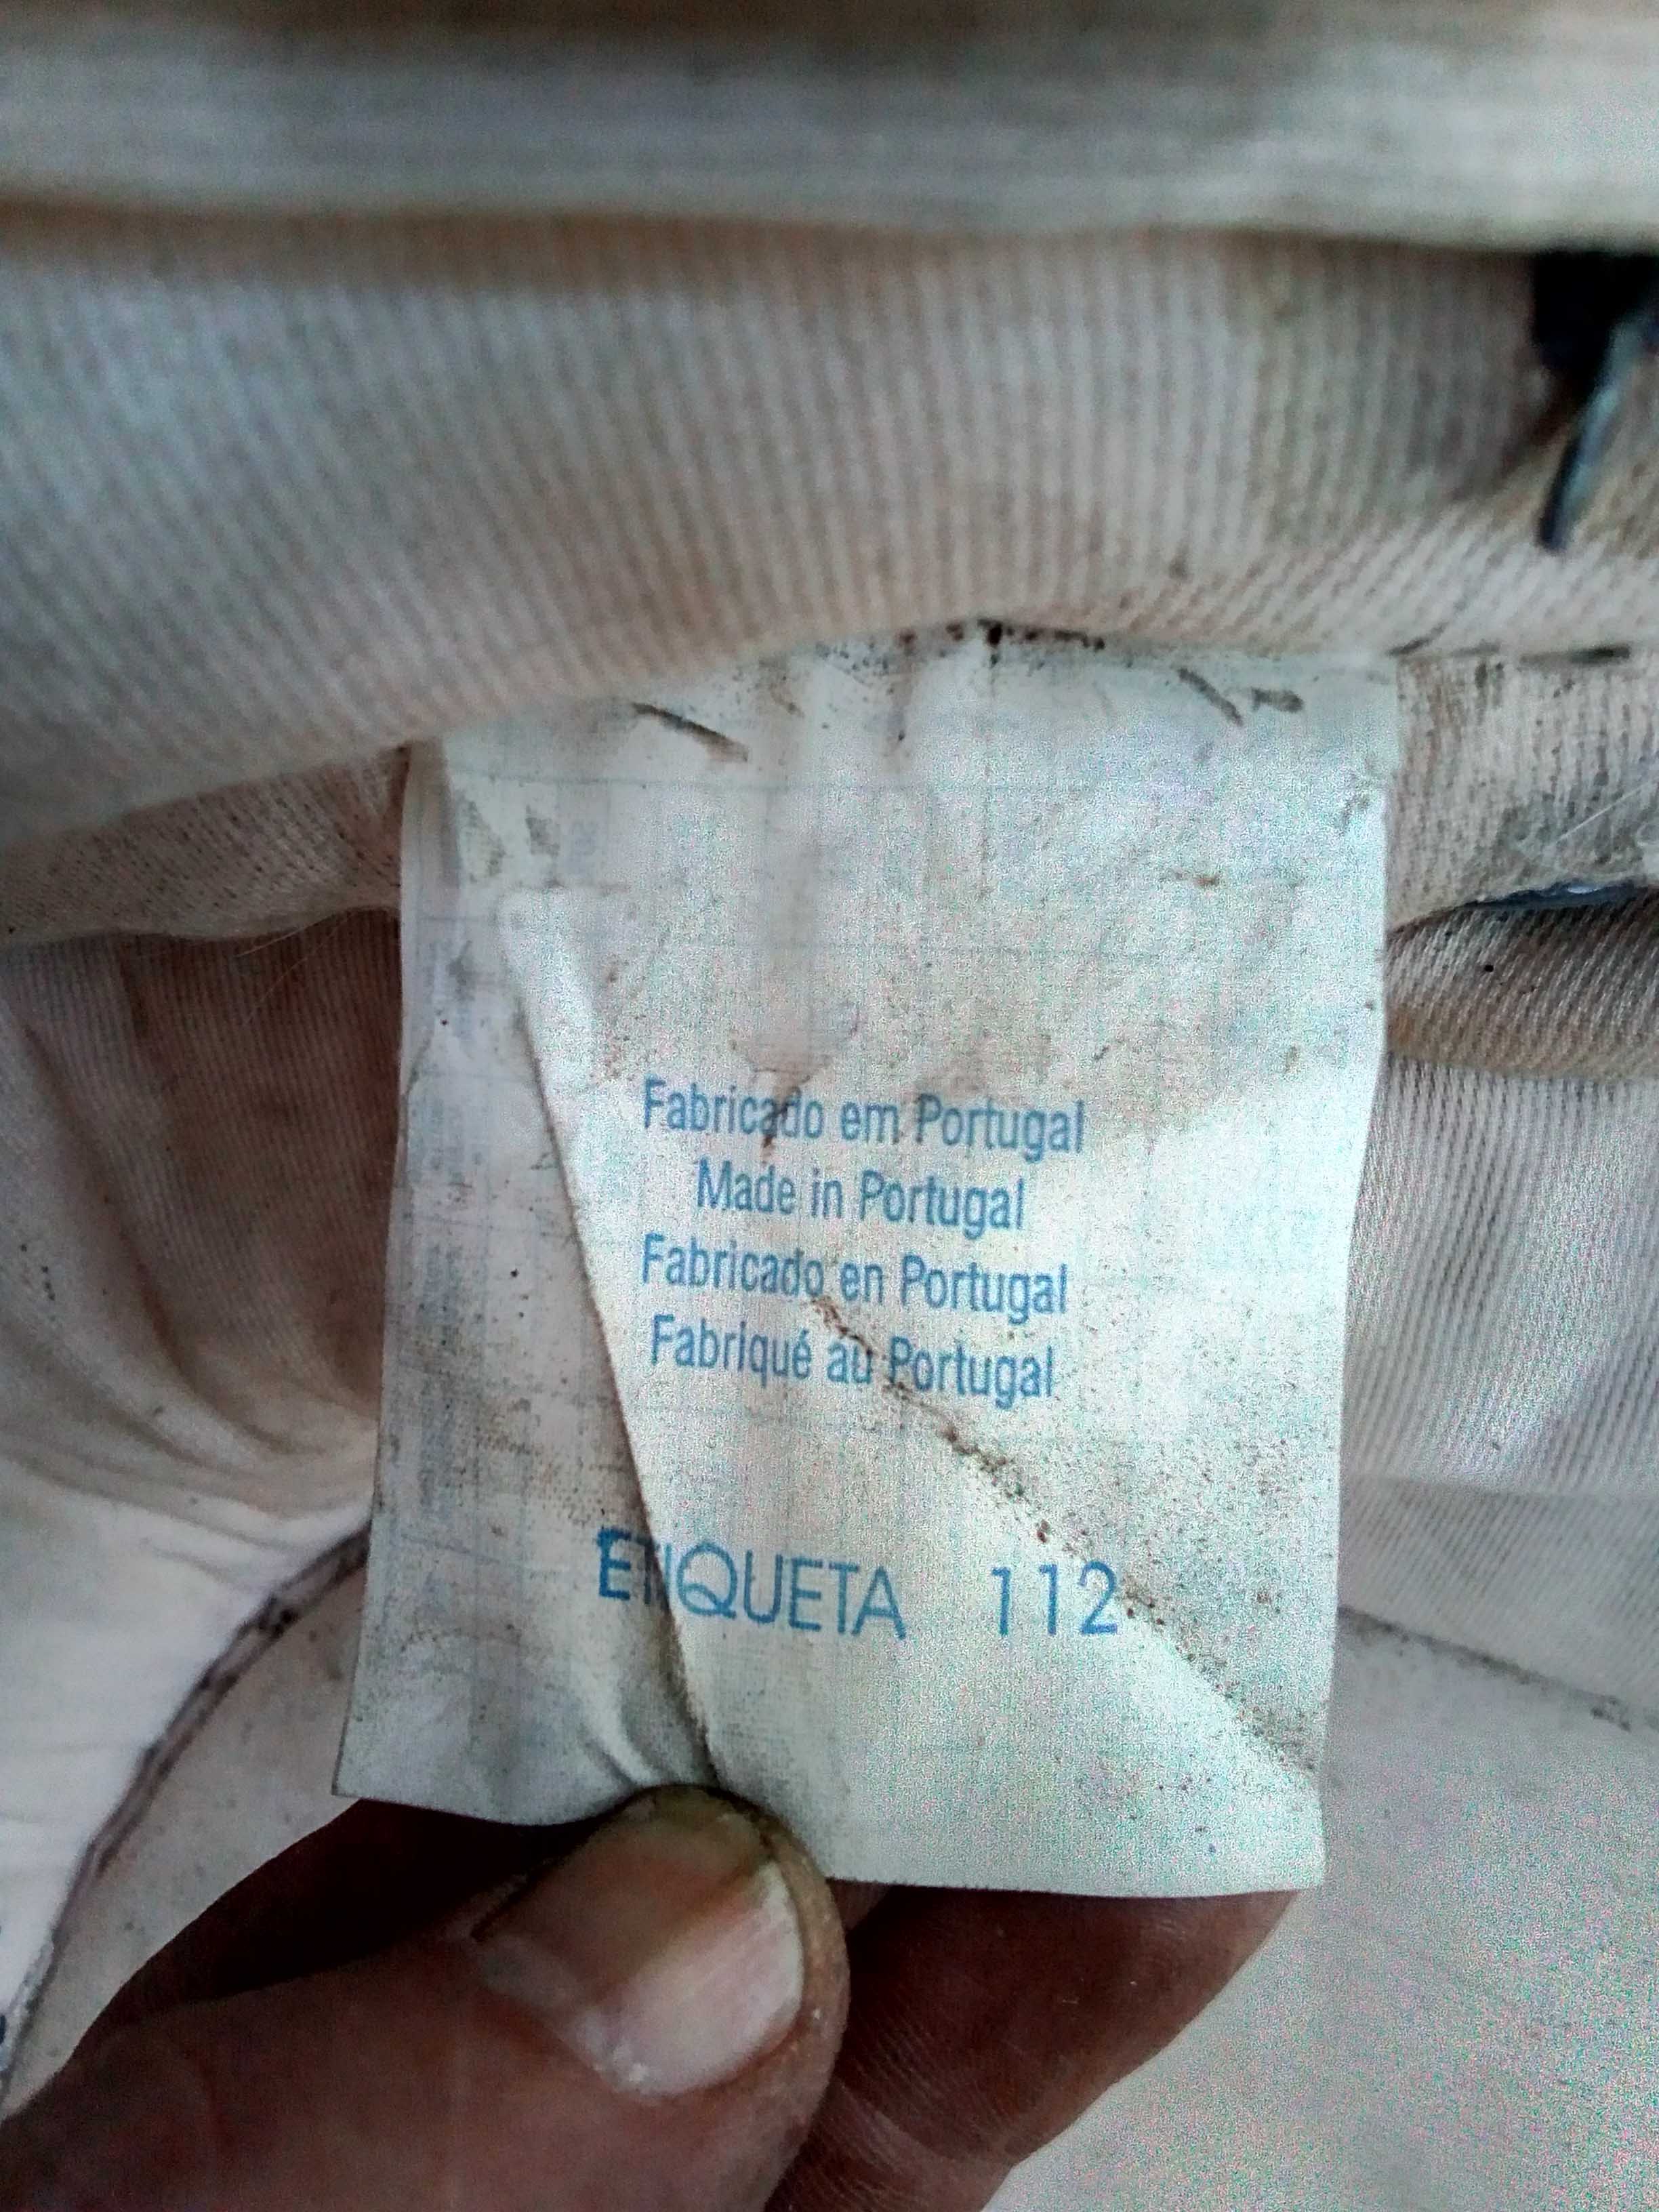 Fabricado em Portugal
Made in Portugal
Fabricado en Portugal
Fabriqué au Portugal
ETIQUETA 112